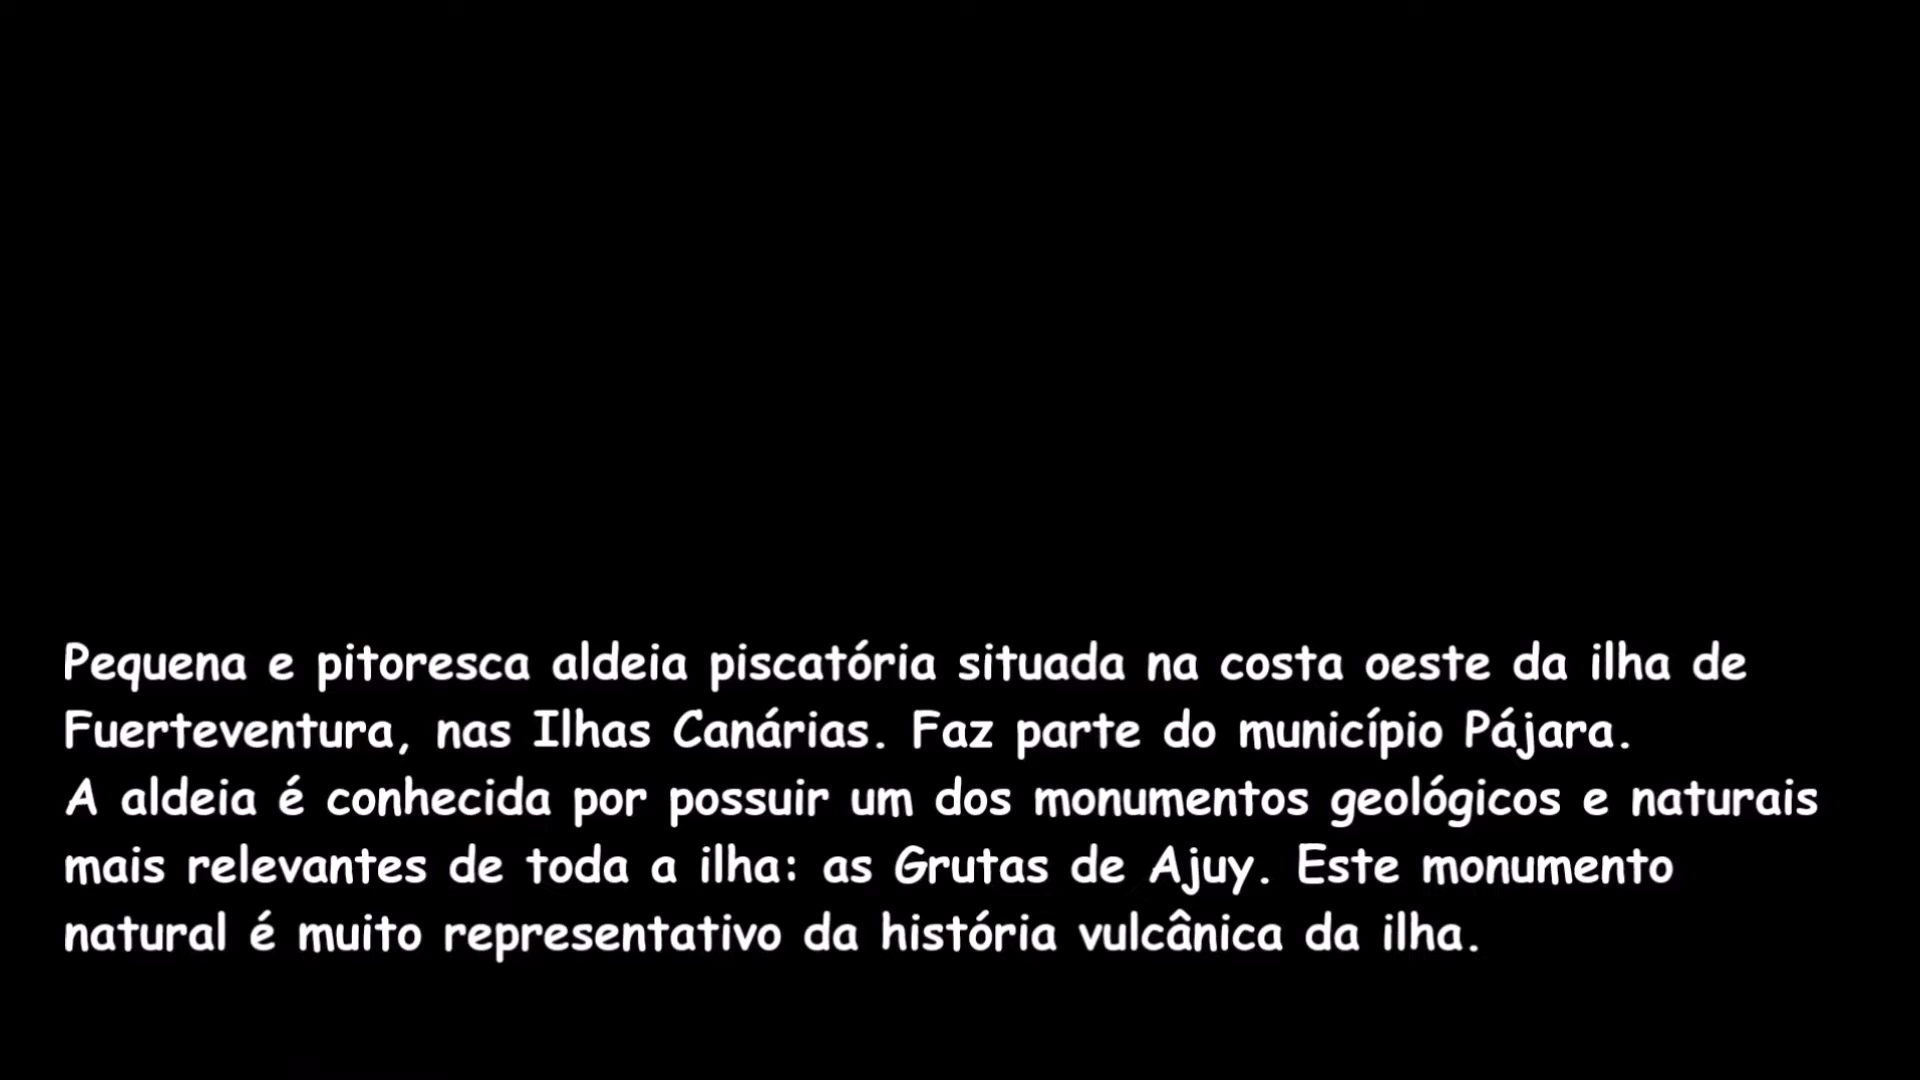 Pequena e pitoresca aldeia piscatória situada na costa oeste da ilha de
Fuerteventura, nas Ilhas Canárias. Faz parte do município Pájara.
A aldeia é conhecida por possuir um dos monumentos geológicos e naturais
mais relevantes de toda a ilha: as Grutas de Ajuy. Este monumento
natural é muito representativo da história vulcânica da ilha.